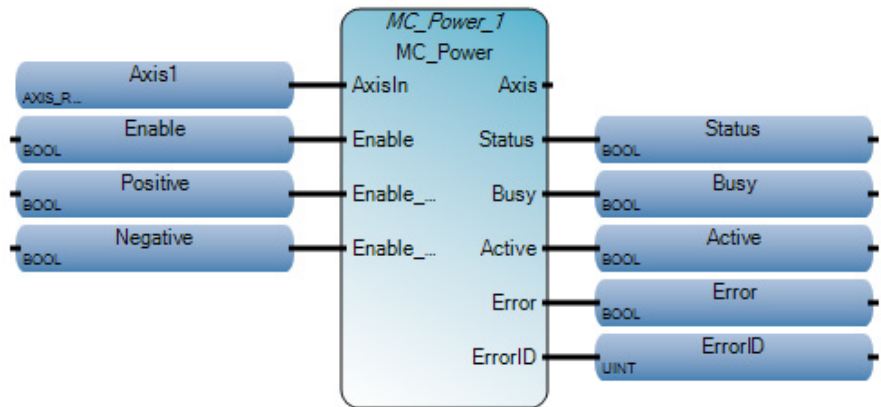 MC_Power_1
MC_Power
Axis1
AXIS_R...
AxisIn
Axis
Enable
BOOL
Enable
Status
Status
BOOL
Positive
BOOL
Enable_...
Busy
Busy
BOOL
Negative
BOOL
Enable_...
Active
Active
BOOL
Error
Error
BOOL
ErrorID
ErrorID
UINT